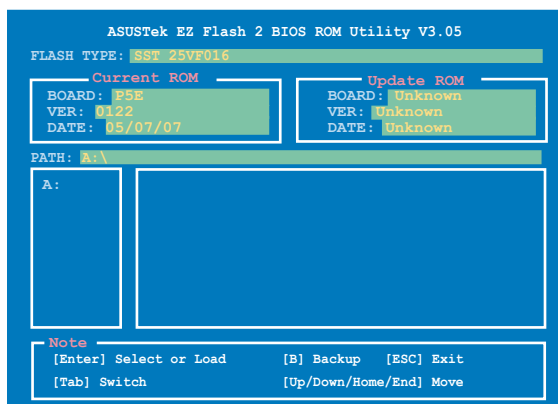 ASUSTek EZ Flash 2 BIOS ROM Utility V3.05
FLASH TYPE: SST 25VF016
Current ROM
BOARD: P5E
VER: 0122
DATE: 05/07/07
Update ROM
BOARD: Unknown
VER: Unknown
DATE: Unknown
PATH: A:\
A:
Note
[Enter] Select or Load [B] Backup [ESC] Exit
[Tab] Switch [Up/Down/Home/End] Move